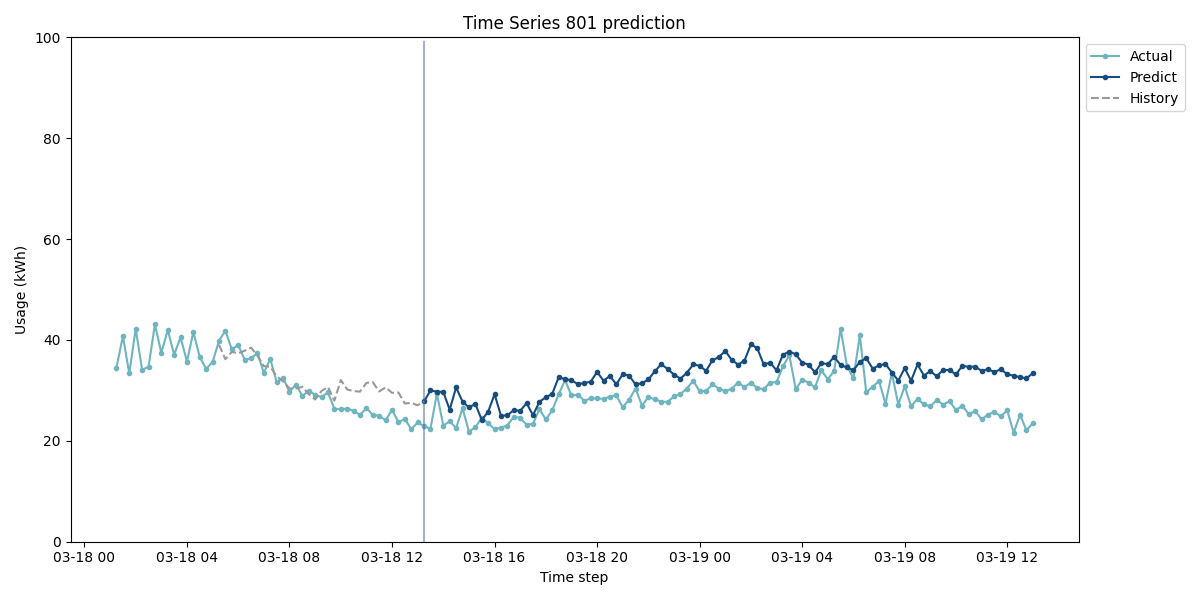 Time Series 801 prediction
100
80
60
40
20
0
Usage (kWh)
03-18 00
03-18 04
03-18 08
03-18 12
03-18 16
03-18 20
03-19 00
03-19 04
03-19 08
03-19 12
Time step
Actual
Predict
History